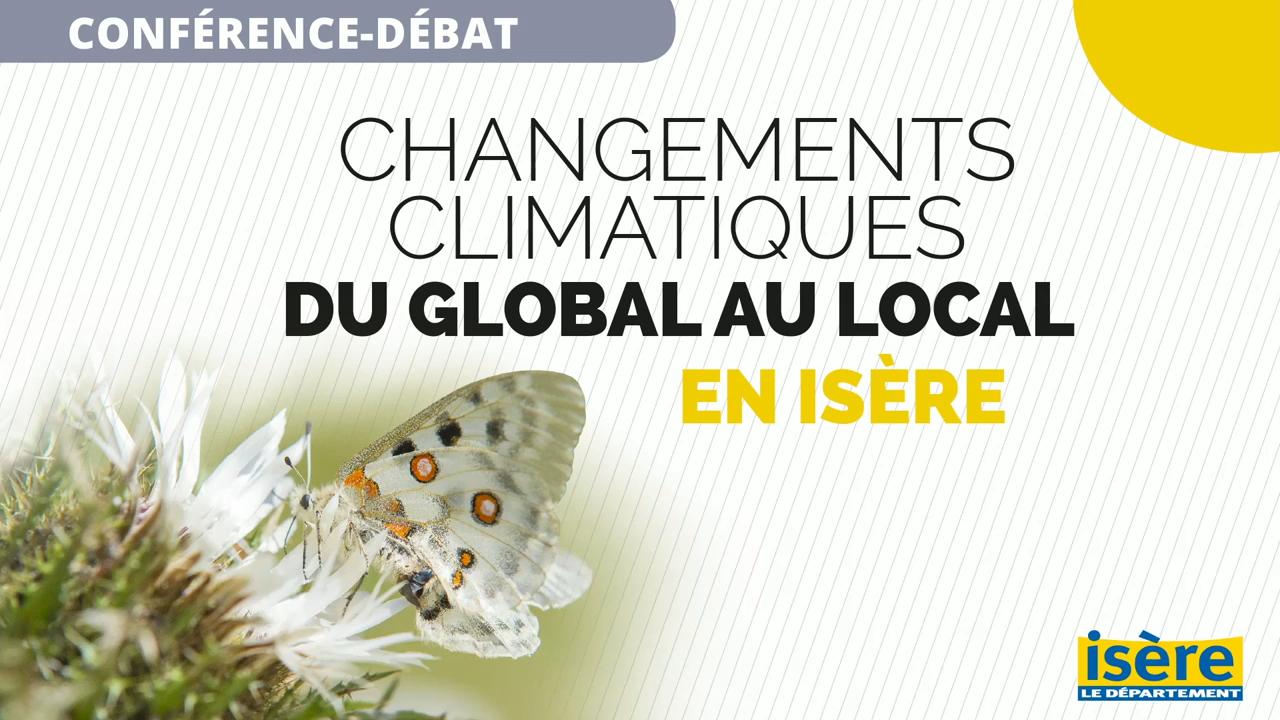 CONFÉRENCE-DÉBAT
CHANGEMENTS
CLIMATIQUES
DU GLOBAL AU LOCAL
EN ISÈRE
isère
LE DÉPARTEMENT